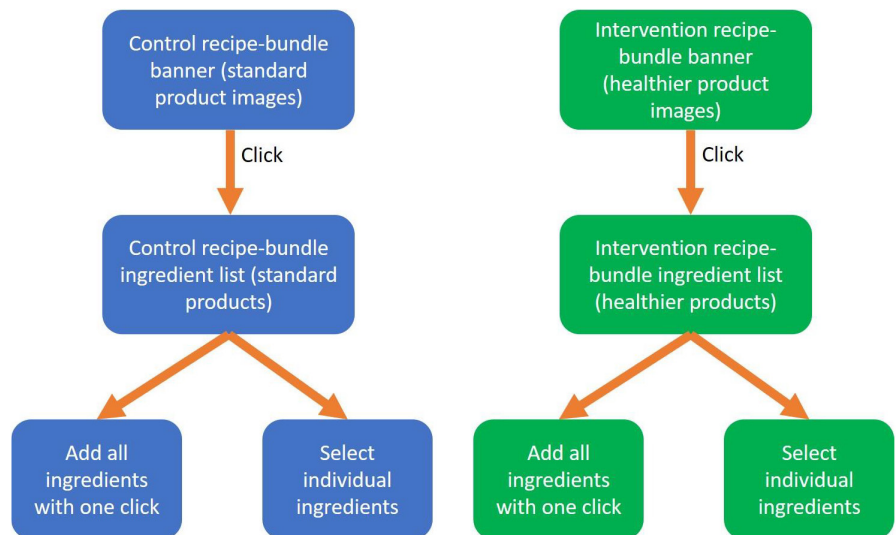 Control recipe-bundle
banner (standard
product images)
Intervention recipe-
bundle banner
(healthier product
images)
Click
Click
Control recipe-bundle
ingredient list (standard
products)
Intervention recipe-
bundle ingredient list
(healthier products)
Add all
ingredients
with one click
Select
individual
ingredients
Add all
ingredients
with one click
Select
individual
ingredients